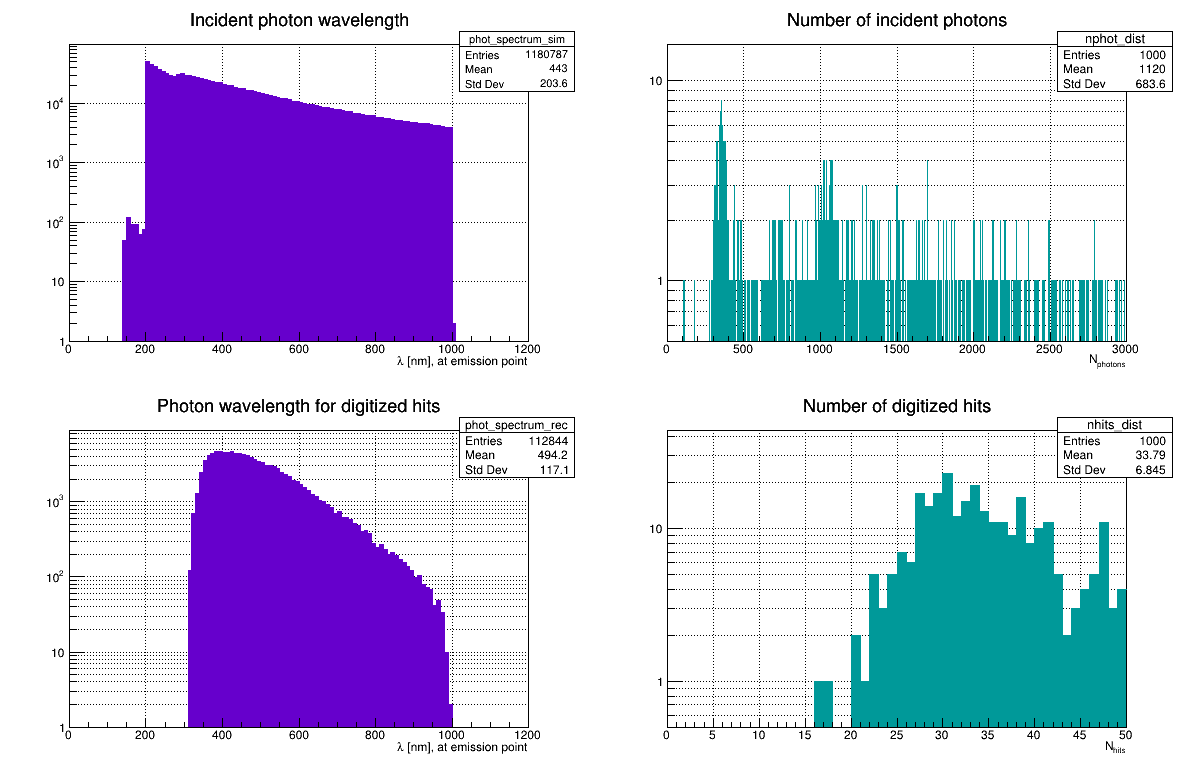 Incident photon wavelength
phot_spectrum_sim
Entries 1180787
Mean 443
Std Dev 203.6
10^4
10^3
10^2
10
1
0 200 400 600 800 1000 1200
λ [nm], at emission point
Number of incident photons
nphot_dist
Entries 1000
Mean 1120
Std Dev 683.6
10
1
0 500 1000 1500 2000 2500 3000
N_photons
Photon wavelength for digitized hits
phot_spectrum_rec
Entries 112844
Mean 494.2
Std Dev 117.1
10^3
10^2
10
1
0 200 400 600 800 1000 1200
λ [nm], at emission point
Number of digitized hits
nhits_dist
Entries 1000
Mean 33.79
Std Dev 6.845
10
1
0 5 10 15 20 25 30 35 40 45 50
N_hits